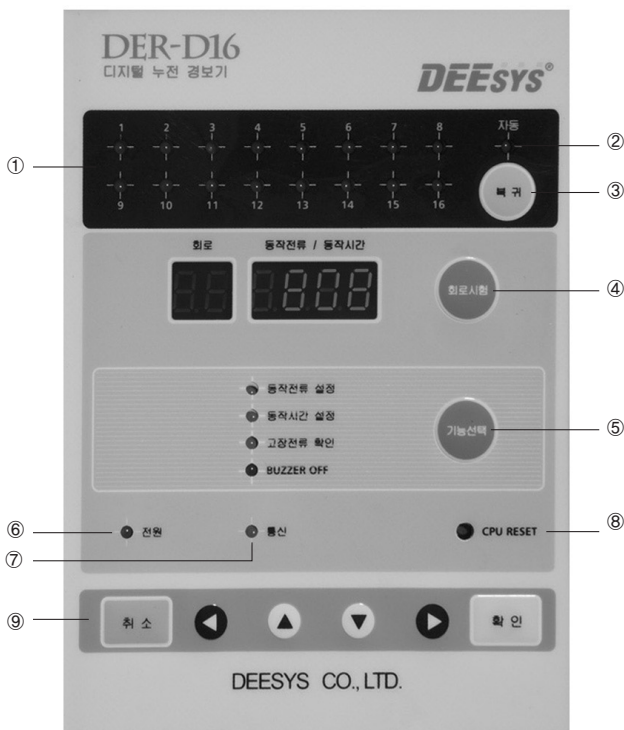 DER-D16
디지털 누전 경보기
DEESYS®
1 2 3 4 5 6 7 8 자동
②
①
복 귀
③
9 10 11 12 13 14 15 16
회로 동작전류 / 동작시간
88 8.808
회로시험
④
동작전류 설정
동작시간 설정
기능선택
⑤
고장전류 확인
BUZZER OFF
⑥ 전원 통신 CPU RESET ⑧
⑦
⑨ 취 소 ◀ ▲ ▼ ▶ 확 인
DEESYS CO., LTD.